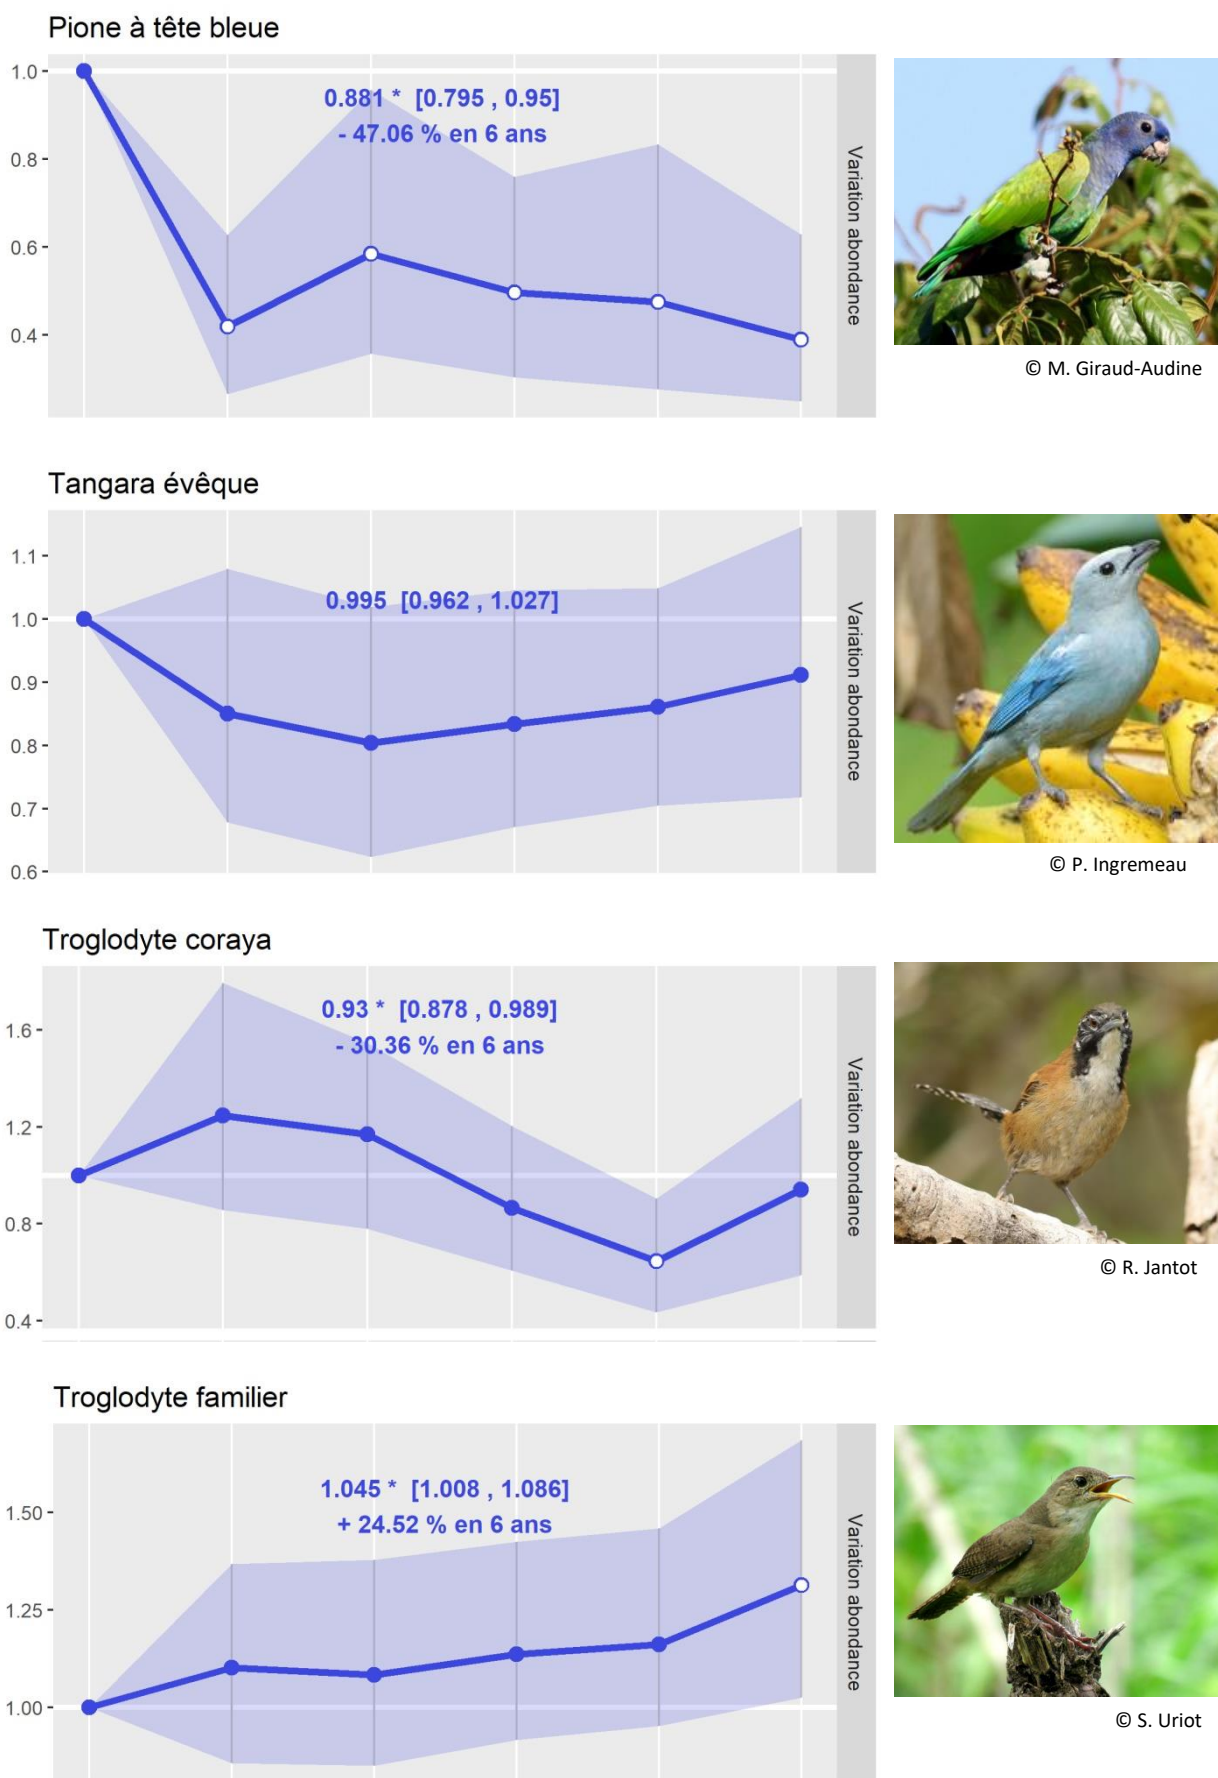 Pione à tête bleue
1.0
0.8
0.6
0.4
0.881 * [0.795 , 0.95]
- 47.06 % en 6 ans
Variation abondance
© M. Giraud-Audine
Tangara évêque
1.1
1.0
0.9
0.8
0.7
0.6
0.995 [0.962 , 1.027]
Variation abondance
© P. Ingremeau
Troglodyte coraya
1.6
1.2
0.8
0.4
0.93 * [0.878 , 0.989]
- 30.36 % en 6 ans
Variation abondance
© R. Jantot
Troglodyte familier
1.50
1.25
1.00
1.045 * [1.008 , 1.086]
+ 24.52 % en 6 ans
Variation abondance
© S. Uriot